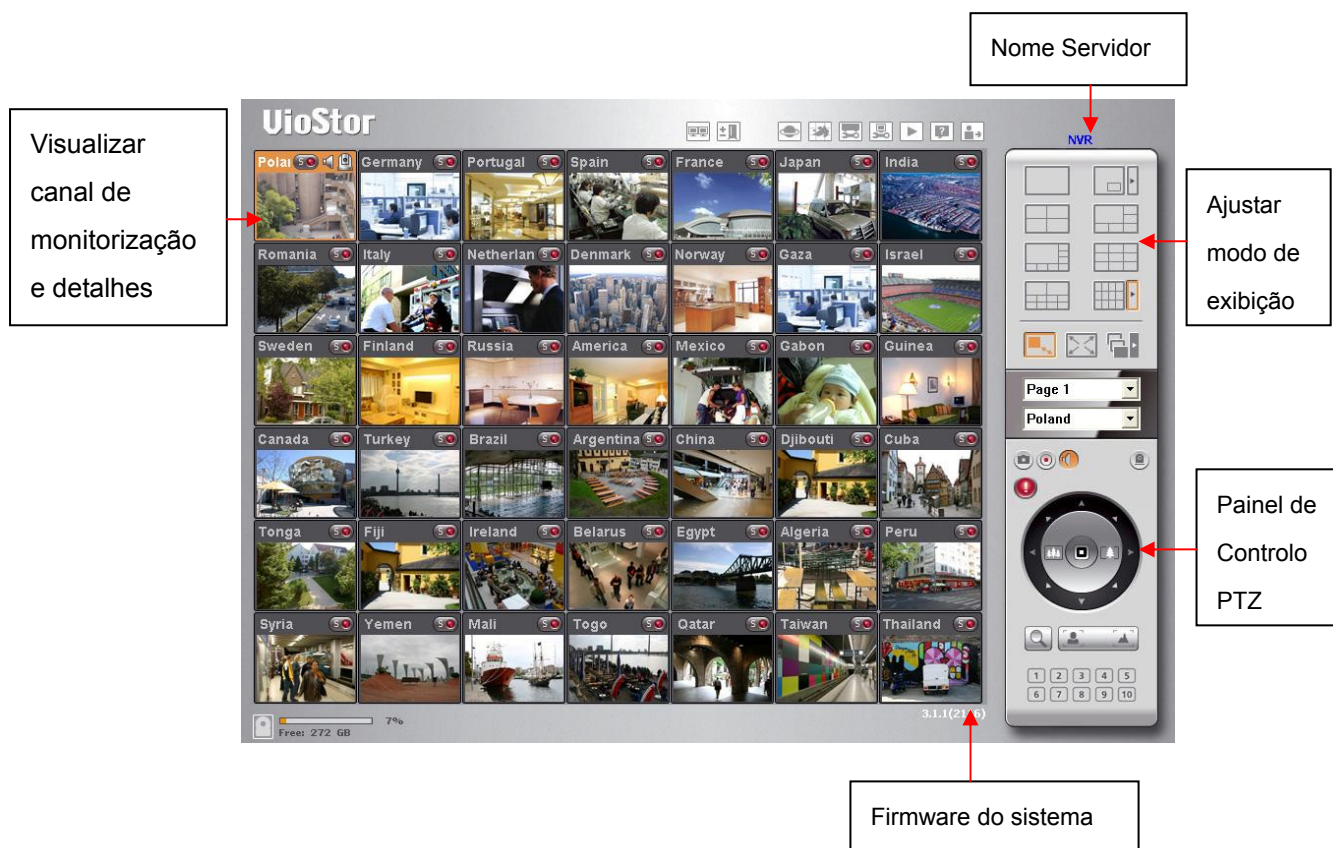 Nome Servidor
Visualizar
canal de
monitorização
e detalhes
VioStor
NVR
Germany S
Portugal S
Spain S
France S
Japan S
India S
Romania S
Italy S
Netherlan S
Denmark S
Norway S
Gaza S
Israel S
Sweden S
Finland S
Russia S
America S
Mexico S
Gabon S
Guinea S
Canada S
Turkey S
Brazil S
Argentina S
China S
Djibouti S
Cuba S
Tonga S
Fiji S
Ireland S
Belarus S
Egypt S
Algeria S
Peru S
Syria S
Yemen S
Mali S
Togo S
Qatar S
Taiwan S
Thailand S
7%
Free: 272 GB
Ajustar
modo de
exibição
Page 1
Poland
Painel de
Controlo
PTZ
1 2 3 4 5
6 7 8 9 10
Firmware do sistema